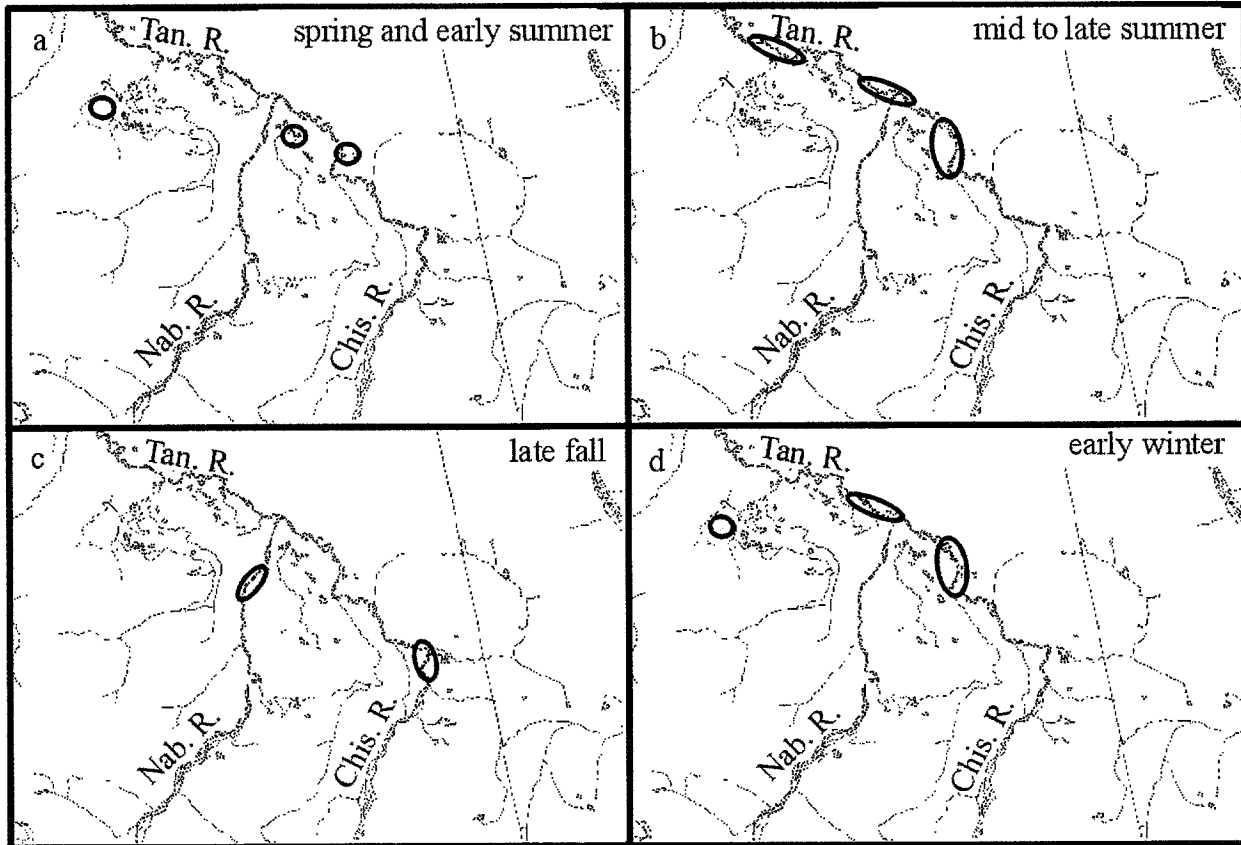 a
Tan. R.
spring and early summer
Nab. R.
Chis. R.
b
Tan. R.
mid to late summer
Nab. R.
Chis. R.
c
Tan. R.
late fall
Nab. R.
Chis. R.
d
Tan. R.
early winter
Nab. R.
Chis. R.